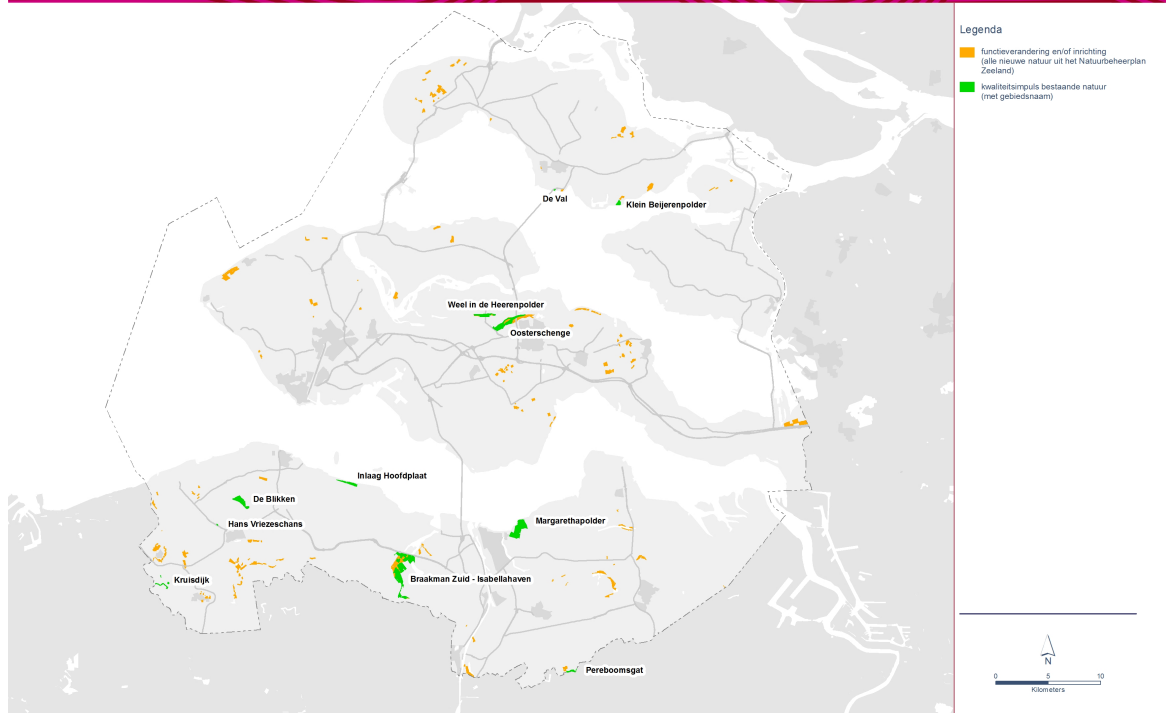 Legenda
functieverandering en/of inrichting
(alle nieuwe natuur uit het Natuurbeheerplan
Zeeland)
kwaliteitsimpuls bestaande natuur
(met gebiedsnaam)
De Val
Klein Beijerenpolder
Weel in de Heerenpolder
Oosterschenge
Inlaag Hoofdplaat
De Blikken
Hans Vriezeschans
Margarethapolder
Kruisdijk
Braakman Zuid - Isabellahaven
Pereboomsgat
N
0 5 10
Kilometers